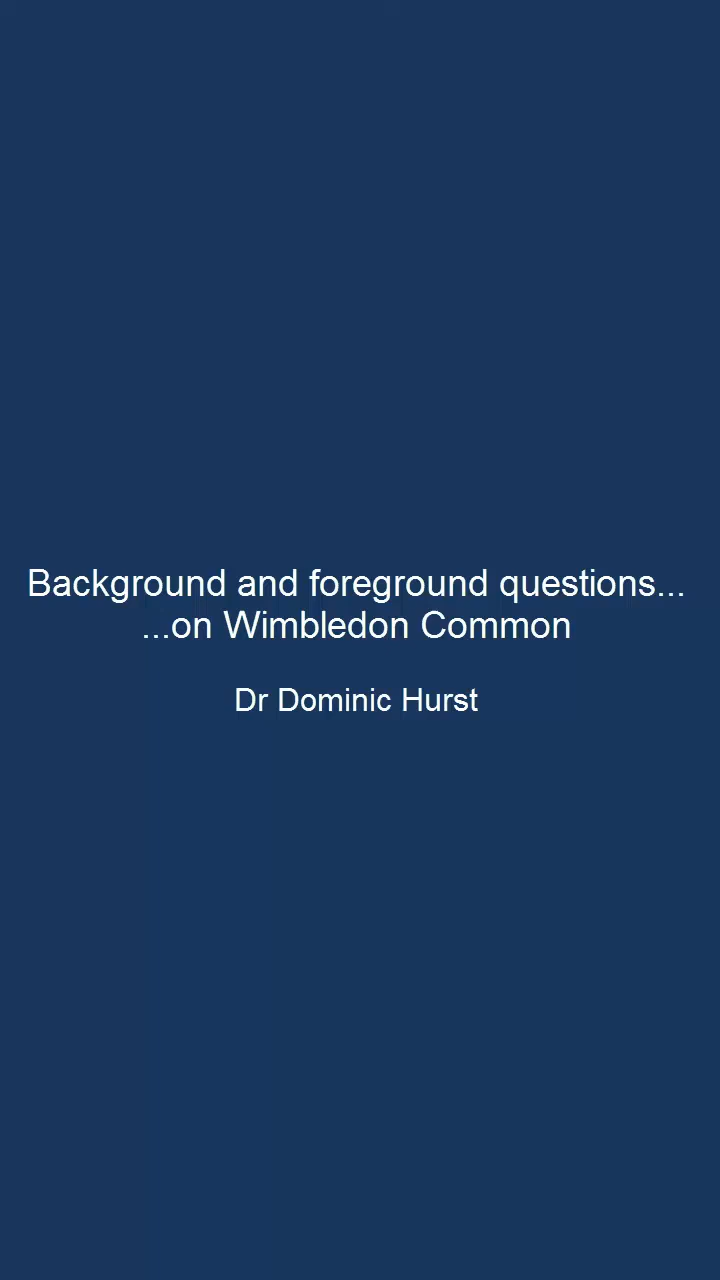 Background and foreground questions...
...on Wimbledon Common
Dr Dominic Hurst